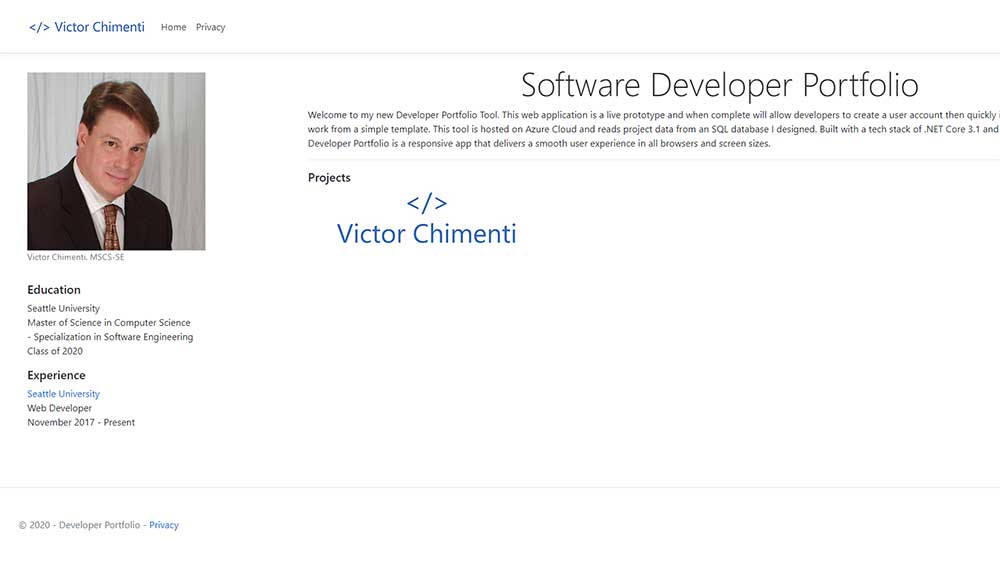 </> Victor Chimenti Home Privacy
Software Developer Portfolio
Welcome to my new Developer Portfolio Tool. This web application is a live prototype and when complete will allow developers to create a user account then quickly
work from a simple template. This tool is hosted on Azure Cloud and reads project data from an SQL database I designed. Built with a tech stack of .NET Core 3.1 and
Developer Portfolio is a responsive app that delivers a smooth user experience in all browsers and screen sizes.
Projects
</>
Victor Chimenti
Victor Chimenti, MSCS-SE
Education
Seattle University
Master of Science in Computer Science
- Specialization in Software Engineering
Class of 2020
Experience
Seattle University
Web Developer
November 2017 - Present
© 2020 - Developer Portfolio - Privacy